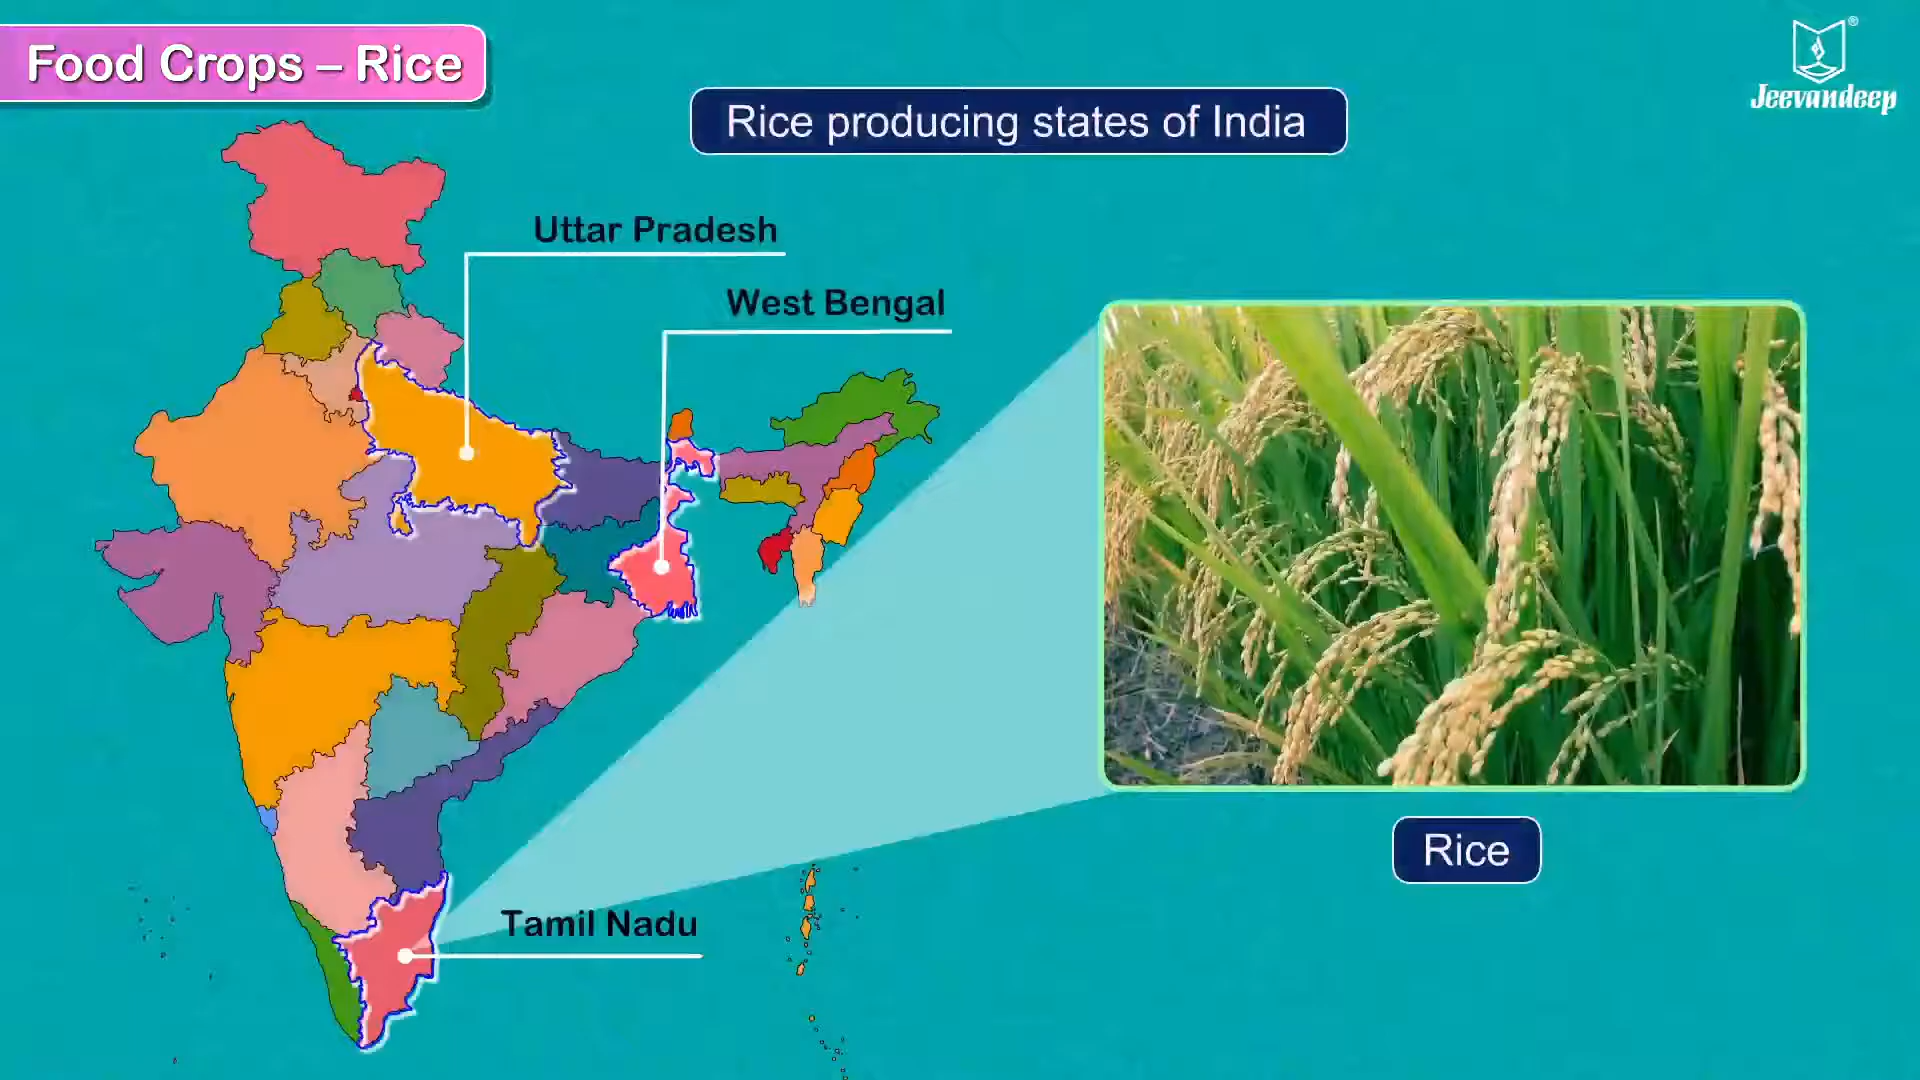 Food Crops – Rice
Jeevandeep
Rice producing states of India
Uttar Pradesh
West Bengal
Tamil Nadu
Rice